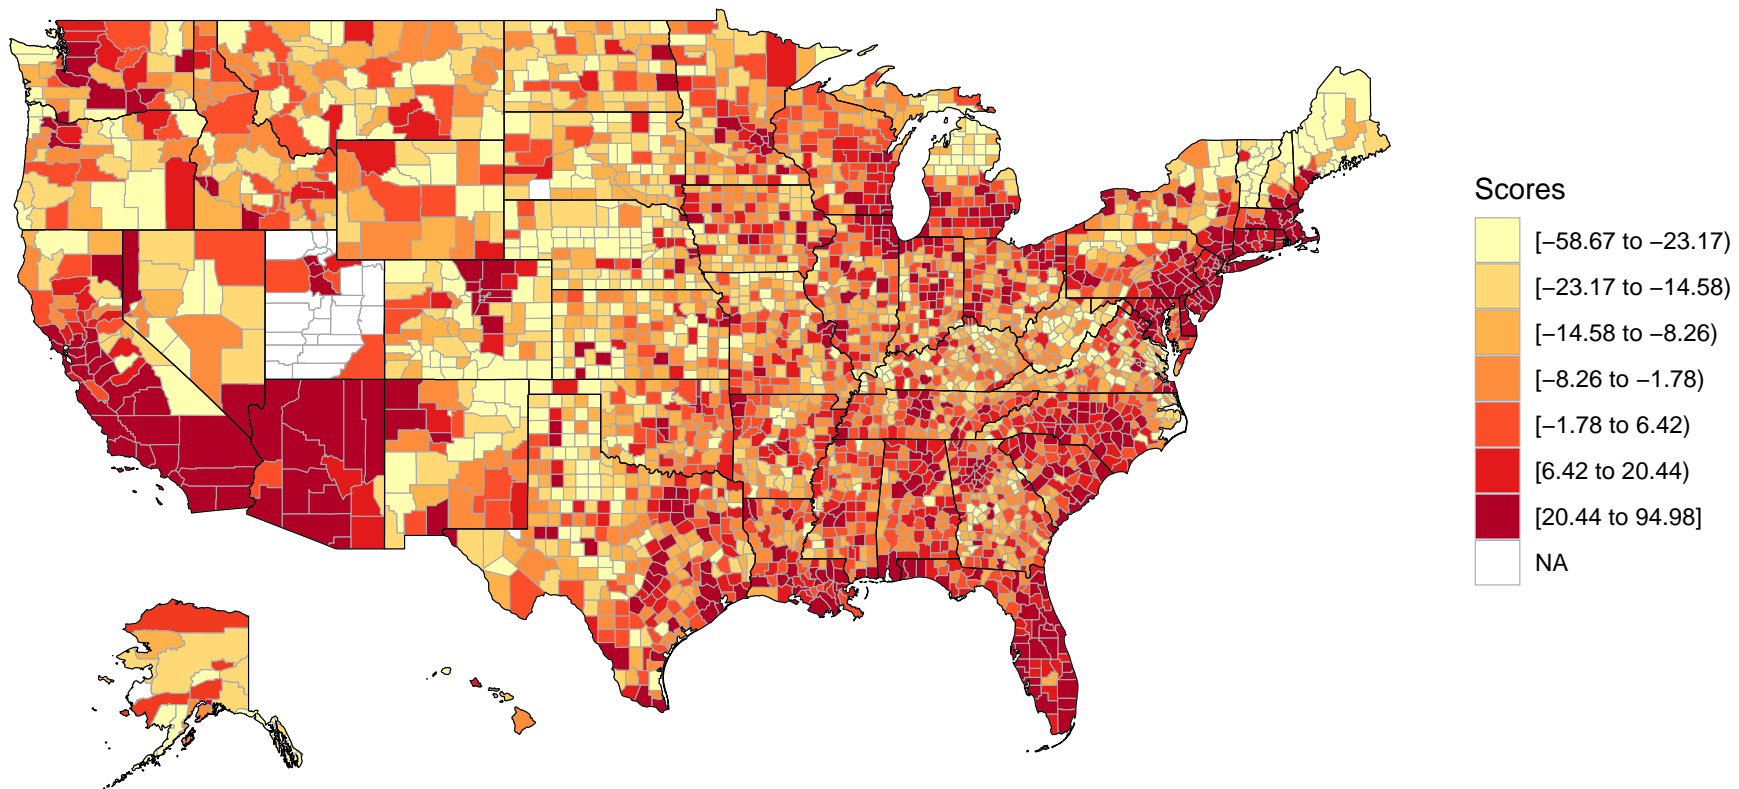 Scores
[−58.67 to −23.17)
[−23.17 to −14.58)
[−14.58 to −8.26)
[−8.26 to −1.78)
[−1.78 to 6.42)
[6.42 to 20.44)
[20.44 to 94.98]
NA